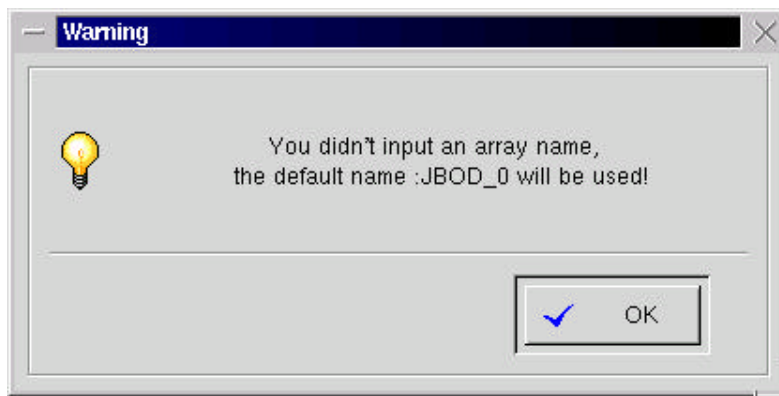 Warning
You didn't input an array name,
the default name :JBOD_0 will be used!
OK